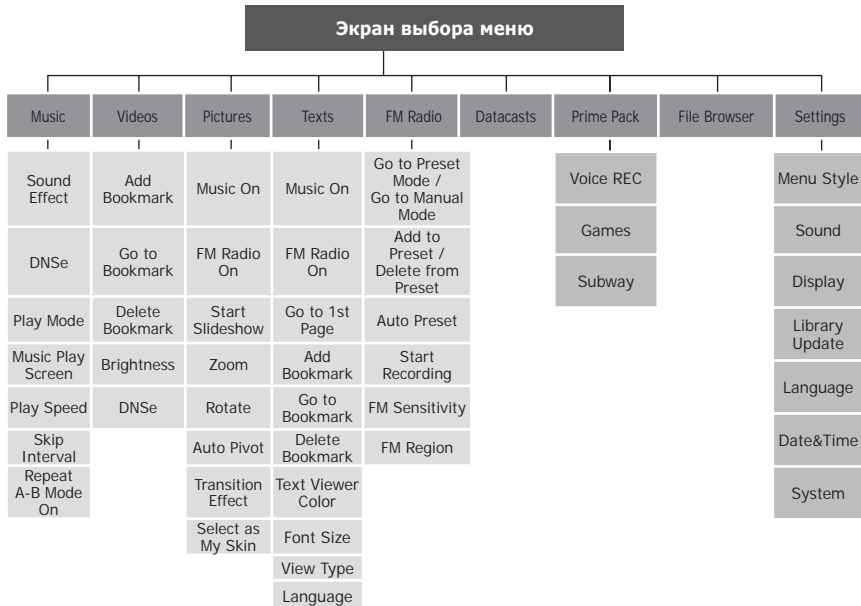 Экран выбора меню
Music
Videos
Pictures
Texts
FM Radio
Datacasts
Prime Pack
File Browser
Settings
Sound
Effect
DNSe
Play Mode
Music Play
Screen
Play Speed
Skip
Interval
Repeat
A-B Mode
On
Add
Bookmark
Go to
Bookmark
Delete
Bookmark
Brightness
DNSe
Music On
FM Radio
On
Start
Slideshow
Zoom
Rotate
Auto Pivot
Transition
Effect
Select as
My Skin
Music On
FM Radio
On
Go to 1st
Page
Add
Bookmark
Go to
Bookmark
Delete
Bookmark
Text Viewer
Color
Font Size
View Type
Language
Go to Preset
Mode /
Go to Manual
Mode
Add to
Preset /
Delete from
Preset
Auto Preset
Start
Recording
FM Sensitivity
FM Region
Voice REC
Games
Subway
Menu Style
Sound
Display
Library
Update
Language
Date&Time
System